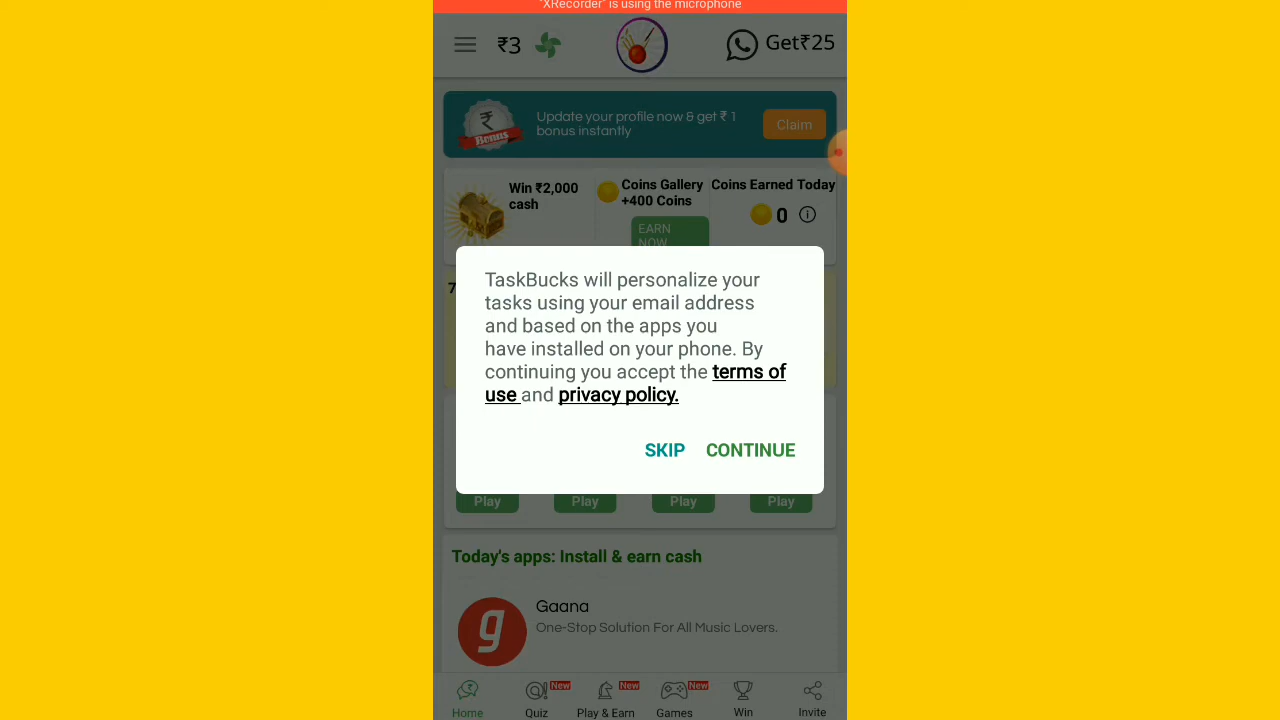 "XRecorder" is using the microphone
₹3
Get₹25
Update your profile now & get ₹ 1
bonus instantly
Claim
₹
Bonus
Win ₹2,000
cash
Coins Gallery
+400 Coins
EARN
NOW
Coins Earned Today
0
7
TaskBucks will personalize your
tasks using your email address
and based on the apps you
have installed on your phone. By
continuing you accept the terms of
use and privacy policy.
SKIP CONTINUE
Play Play Play Play
Today's apps: Install & earn cash
g
Gaana
One-Stop Solution For All Music Lovers.
New New New
Home Quiz Play & Earn Games Win Invite